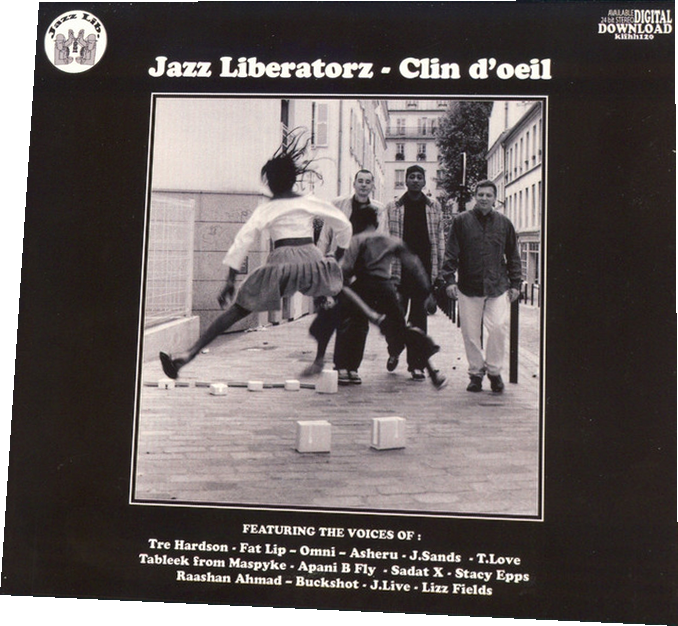 Jazz Lib.
AVAILABLE
24 bit STEREO
DIGITAL
DOWNLOAD
kifhh120
Jazz Liberatorz - Clin d'oeil
FEATURING THE VOICES OF :
Tre Hardson - Fat Lip - Omni - Asheru - J.Sands - T.Love
Tableek from Maspyke - Apani B Fly - Sadat X - Stacy Epps
Raashan Ahmad - Buckshot - J.Live - Lizz Fields